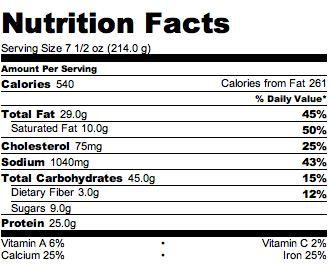 Nutrition Facts
Serving Size 7 1/2 oz (214.0 g)
Amount Per Serving
Calories 540 Calories from Fat 261
% Daily Value*
Total Fat 29.0g 45%
Saturated Fat 10.0g 50%
Cholesterol 75mg 25%
Sodium 1040mg 43%
Total Carbohydrates 45.0g 15%
Dietary Fiber 3.0g 12%
Sugars 9.0g
Protein 25.0g
Vitamin A 6% • Vitamin C 2%
Calcium 25% • Iron 25%